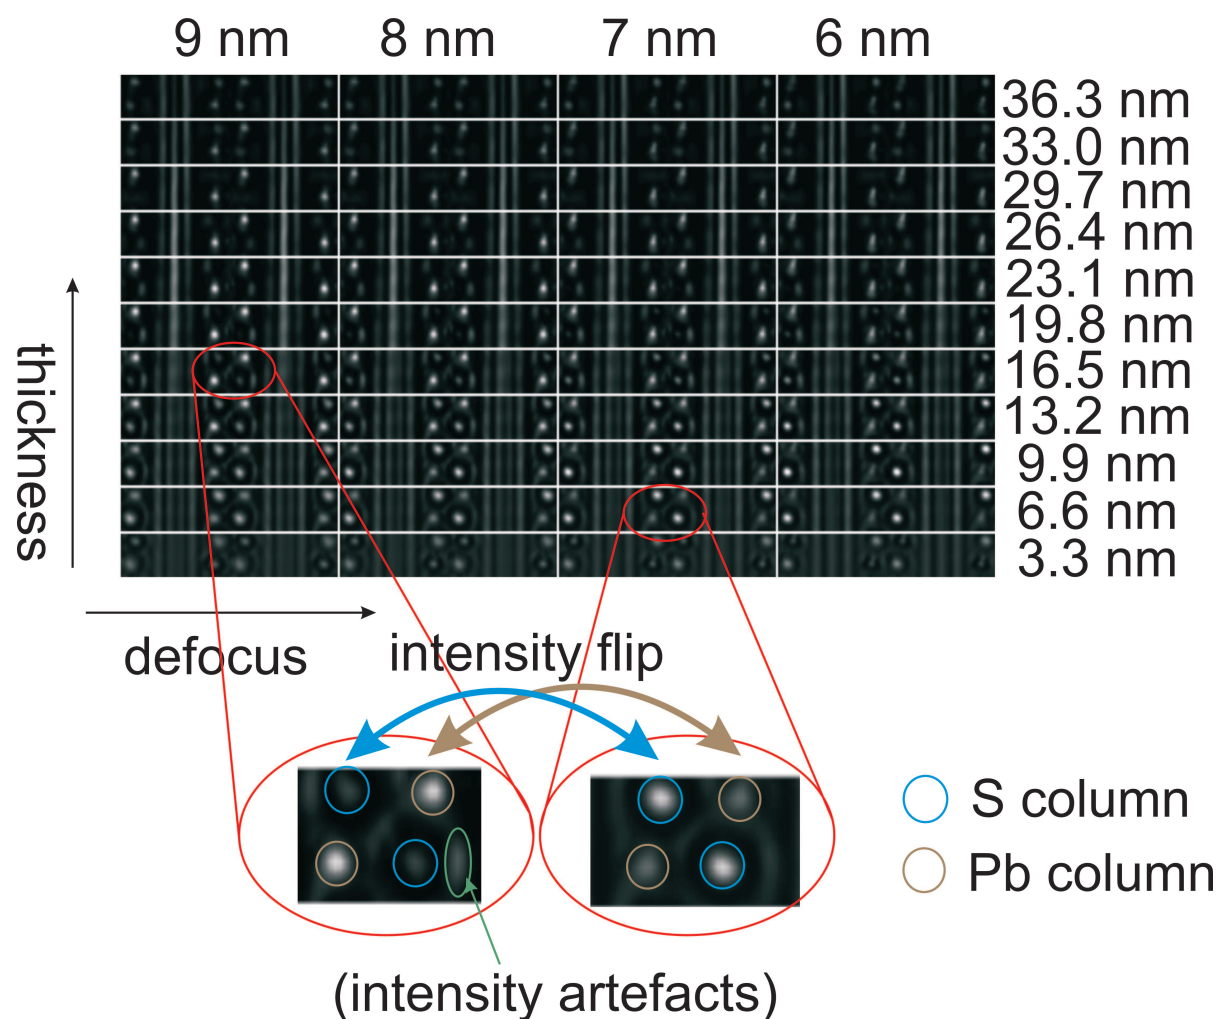 9 nm 8 nm 7 nm 6 nm
36.3 nm
33.0 nm
29.7 nm
26.4 nm
23.1 nm
19.8 nm
16.5 nm
13.2 nm
9.9 nm
6.6 nm
3.3 nm
thickness
defocus
intensity flip
S column
Pb column
(intensity artefacts)